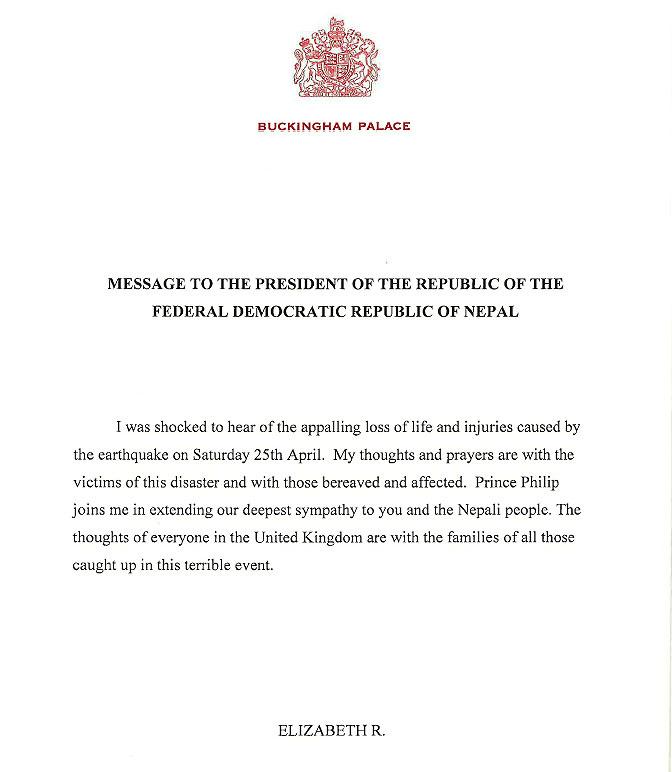 BUCKINGHAM PALACE
MESSAGE TO THE PRESIDENT OF THE REPUBLIC OF THE
FEDERAL DEMOCRATIC REPUBLIC OF NEPAL
I was shocked to hear of the appalling loss of life and injuries caused by
the earthquake on Saturday 25th April.  My thoughts and prayers are with the
victims of this disaster and with those bereaved and affected.  Prince Philip
joins me in extending our deepest sympathy to you and the Nepali people. The
thoughts of everyone in the United Kingdom are with the families of all those
caught up in this terrible event.
ELIZABETH R.